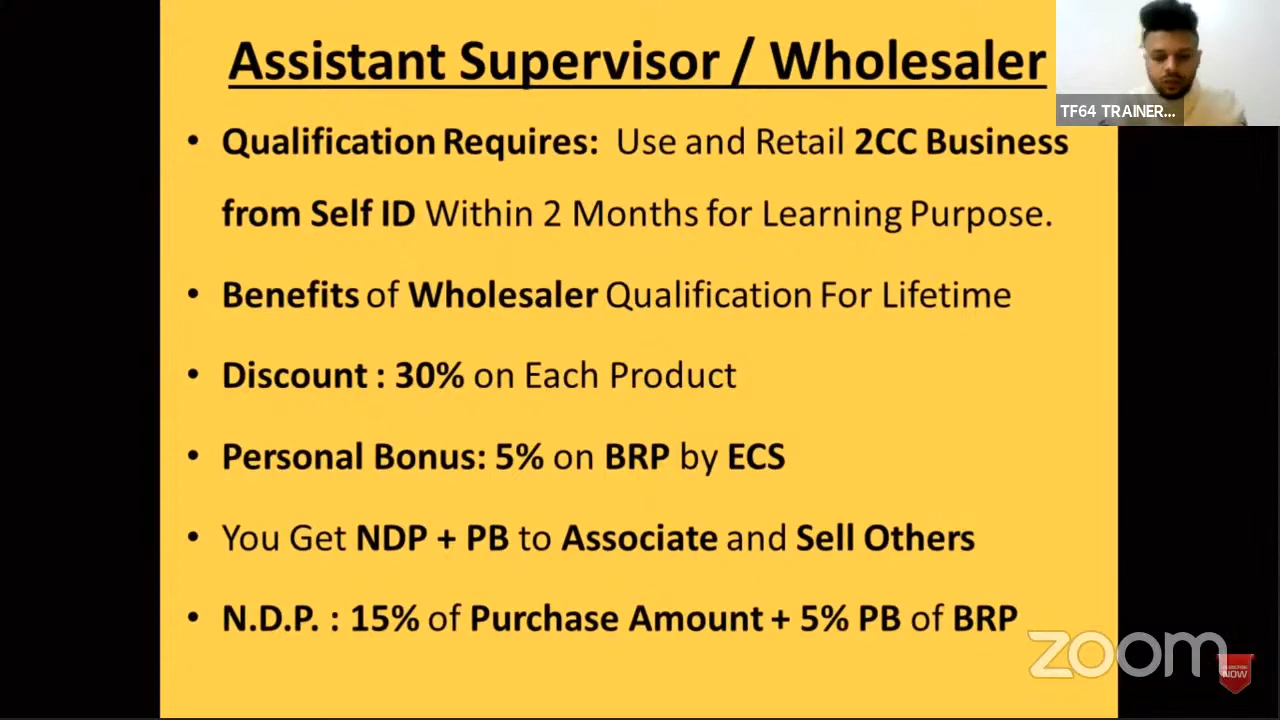 Assistant Supervisor / Wholesaler
TF64 TRAINER...
• Qualification Requires: Use and Retail 2CC Business
from Self ID Within 2 Months for Learning Purpose.
• Benefits of Wholesaler Qualification For Lifetime
• Discount : 30% on Each Product
• Personal Bonus: 5% on BRP by ECS
• You Get NDP + PB to Associate and Sell Others
• N.D.P. : 15% of Purchase Amount + 5% PB of BRP
zoom
NOW